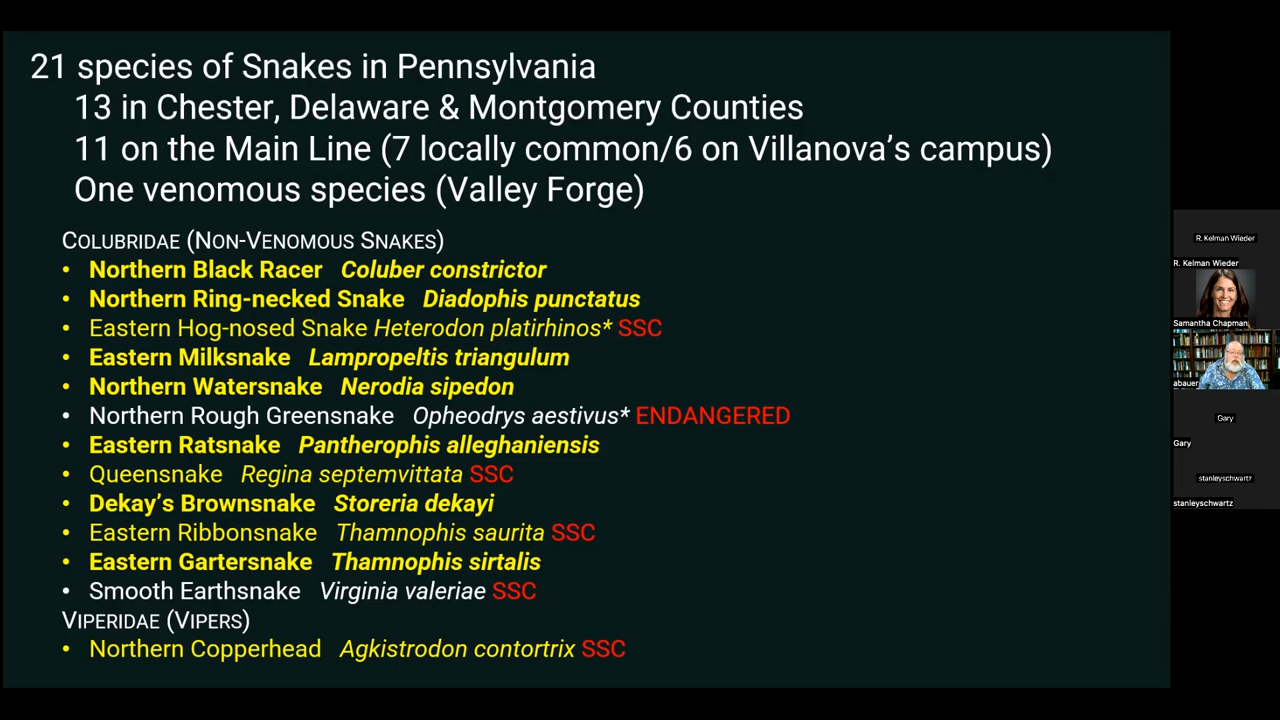 21 species of Snakes in Pennsylvania
13 in Chester, Delaware & Montgomery Counties
11 on the Main Line (7 locally common/6 on Villanova's campus)
One venomous species (Valley Forge)
COLUBRIDAE (NON-VENOMOUS SNAKES)
• Northern Black Racer Coluber constrictor
• Northern Ring-necked Snake Diadophis punctatus
• Eastern Hog-nosed Snake Heterodon platirhinos* SSC
• Eastern Milksnake Lampropeltis triangulum
• Northern Watersnake Nerodia sipedon
• Northern Rough Greensnake Opheodrys aestivus* ENDANGERED
• Eastern Ratsnake Pantherophis alleghaniensis
• Queensnake Regina septemvittata SSC
• Dekay's Brownsnake Storeria dekayi
• Eastern Ribbonsnake Thamnophis saurita SSC
• Eastern Gartersnake Thamnophis sirtalis
• Smooth Earthsnake Virginia valeriae SSC
VIPERIDAE (VIPERS)
• Northern Copperhead Agkistrodon contortrix SSC
R. Kelman Wieder
R. Kelman Wieder
Samantha Chapman
abauer
Gary
Gary
stanleyschwartz
stanleyschwartz